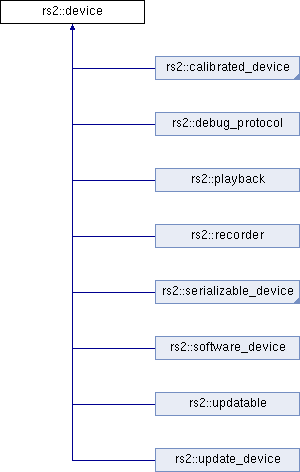 rs2::device
rs2::calibrated_device
rs2::debug_protocol
rs2::playback
rs2::recorder
rs2::serializable_device
rs2::software_device
rs2::updatable
rs2::update_device